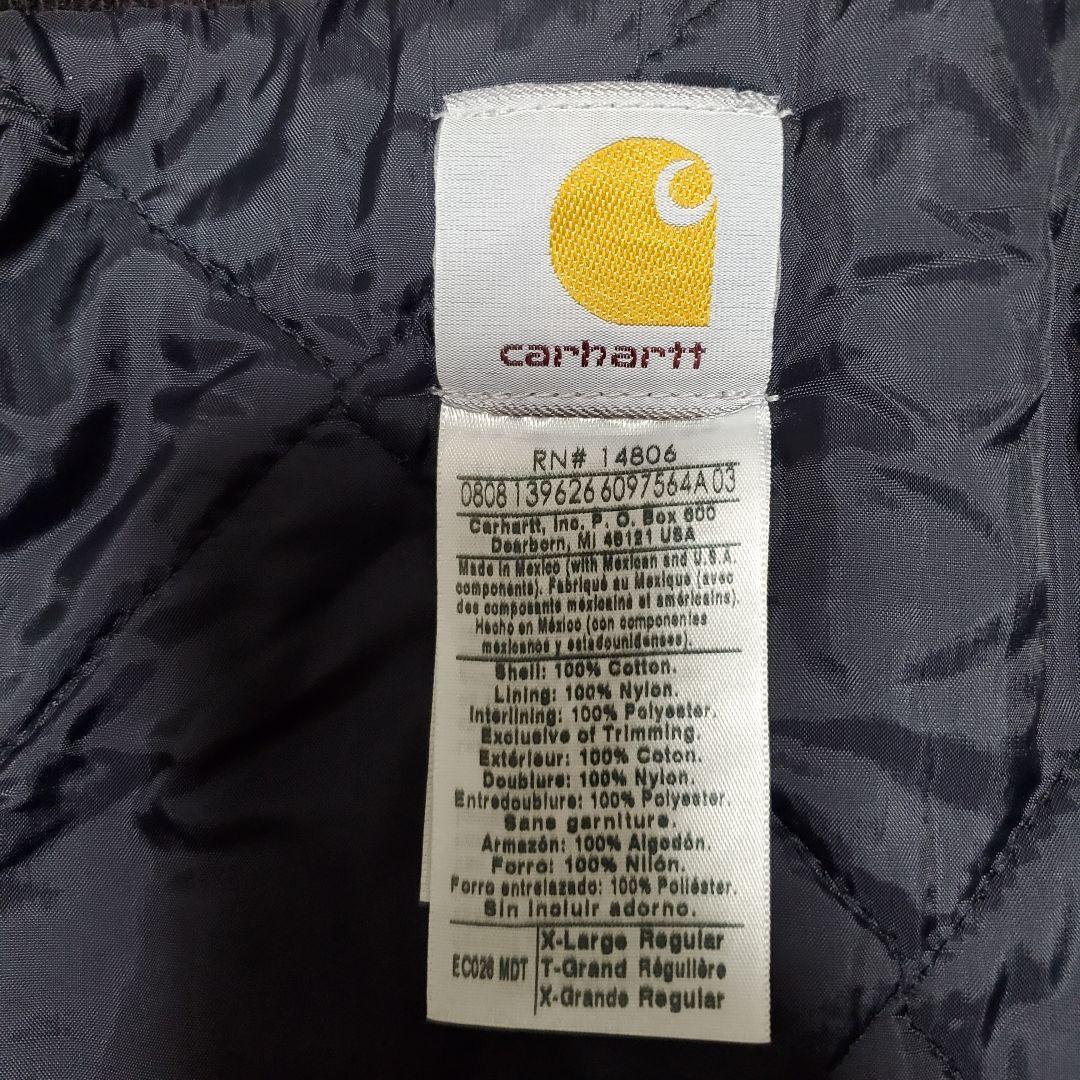 carhartt
RN# 14806
0808139626 6097564A03
Carhartt, Inc. P. O. Box 600
Dearborn, MI 48121 USA
Made in Mexico (with Mexican and U.S.A
components). Fabriqué au Mexique (avec
des composants mexicains et américains).
Hecho en México (con componentes
mexicanos y estadounidenses).
Shell: 100% Cotton.
Lining: 100% Nylon.
Interlining: 100% Polyester.
Exclusive of Trimming.
Extérieur: 100% Coton.
Doublure: 100% Nylon.
Entredoublure: 100% Polyester.
Sans garniture.
Armazón: 100% Algodón.
Forro: 100% Nilón.
Forro entrelazado: 100% Poliéster.
Sin incluir adorno.
EC026 MDT
X-Large Regular
T-Grand Régulière
X-Grande Regular